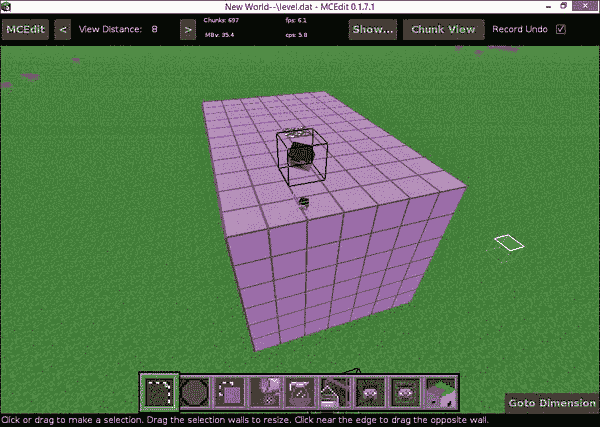 New World--\level.dat - MCEdit 0.1.7.1
MCEdit < View Distance: 8 > Chunks: 697 fps: 6.1 Show... Chunk View Record Undo
MBv: 35.4 cps: 5.8
Goto Dimension
Click or drag to make a selection. Drag the selection walls to resize. Click near the edge to drag the opposite wall.